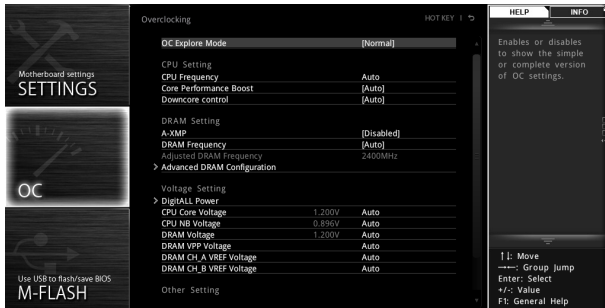 Motherboard settings
SETTINGS
OC
Use USB to flash/save BIOS
M-FLASH
Overclocking
HOT KEY
OC Explore Mode [Normal]
CPU Setting
CPU Frequency Auto
Core Performance Boost [Auto]
Downcore control [Auto]
DRAM Setting
A-XMP [Disabled]
DRAM Frequency [Auto]
Adjusted DRAM Frequency 2400MHz
> Advanced DRAM Configuration
Voltage Setting
> DigitALL Power
CPU Core Voltage 1.200V Auto
CPU NB Voltage 0.896V Auto
DRAM Voltage 1.200V Auto
DRAM VPP Voltage Auto
DRAM CH_A VREF Voltage Auto
DRAM CH_B VREF Voltage Auto
Other Setting
HELP INFO
Enables or disables
to show the simple
or complete version
of OC settings.
↑↓: Move
→←: Group Jump
Enter: Select
+/-: Value
F1: General Help